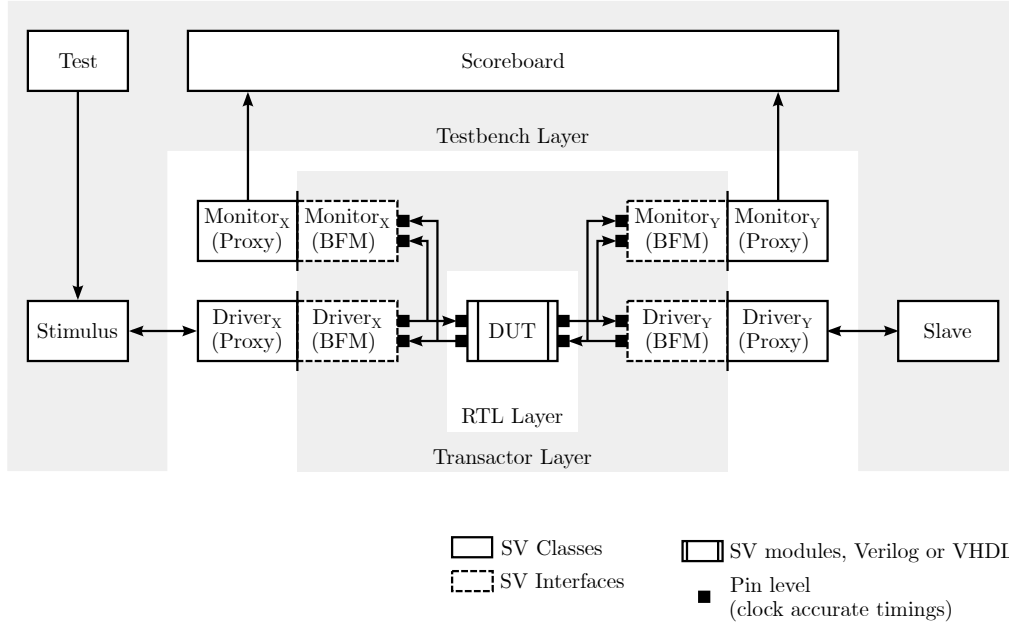 Test
Scoreboard
Testbench Layer
MonitorX
(Proxy)
MonitorX
(BFM)
MonitorY
(BFM)
MonitorY
(Proxy)
Stimulus
DriverX
(Proxy)
DriverX
(BFM)
DUT
DriverY
(BFM)
DriverY
(Proxy)
Slave
RTL Layer
Transactor Layer
SV Classes
SV Interfaces
SV modules, Verilog or VHDL
Pin level
(clock accurate timings)